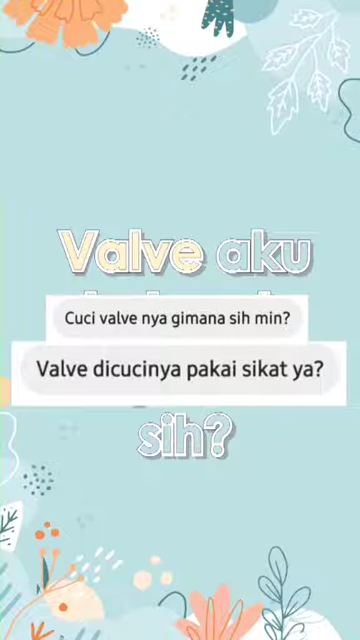 Valve aku
Cuci valve nya gimana sih min?
Valve dicucinya pakai sikat ya?
sih?